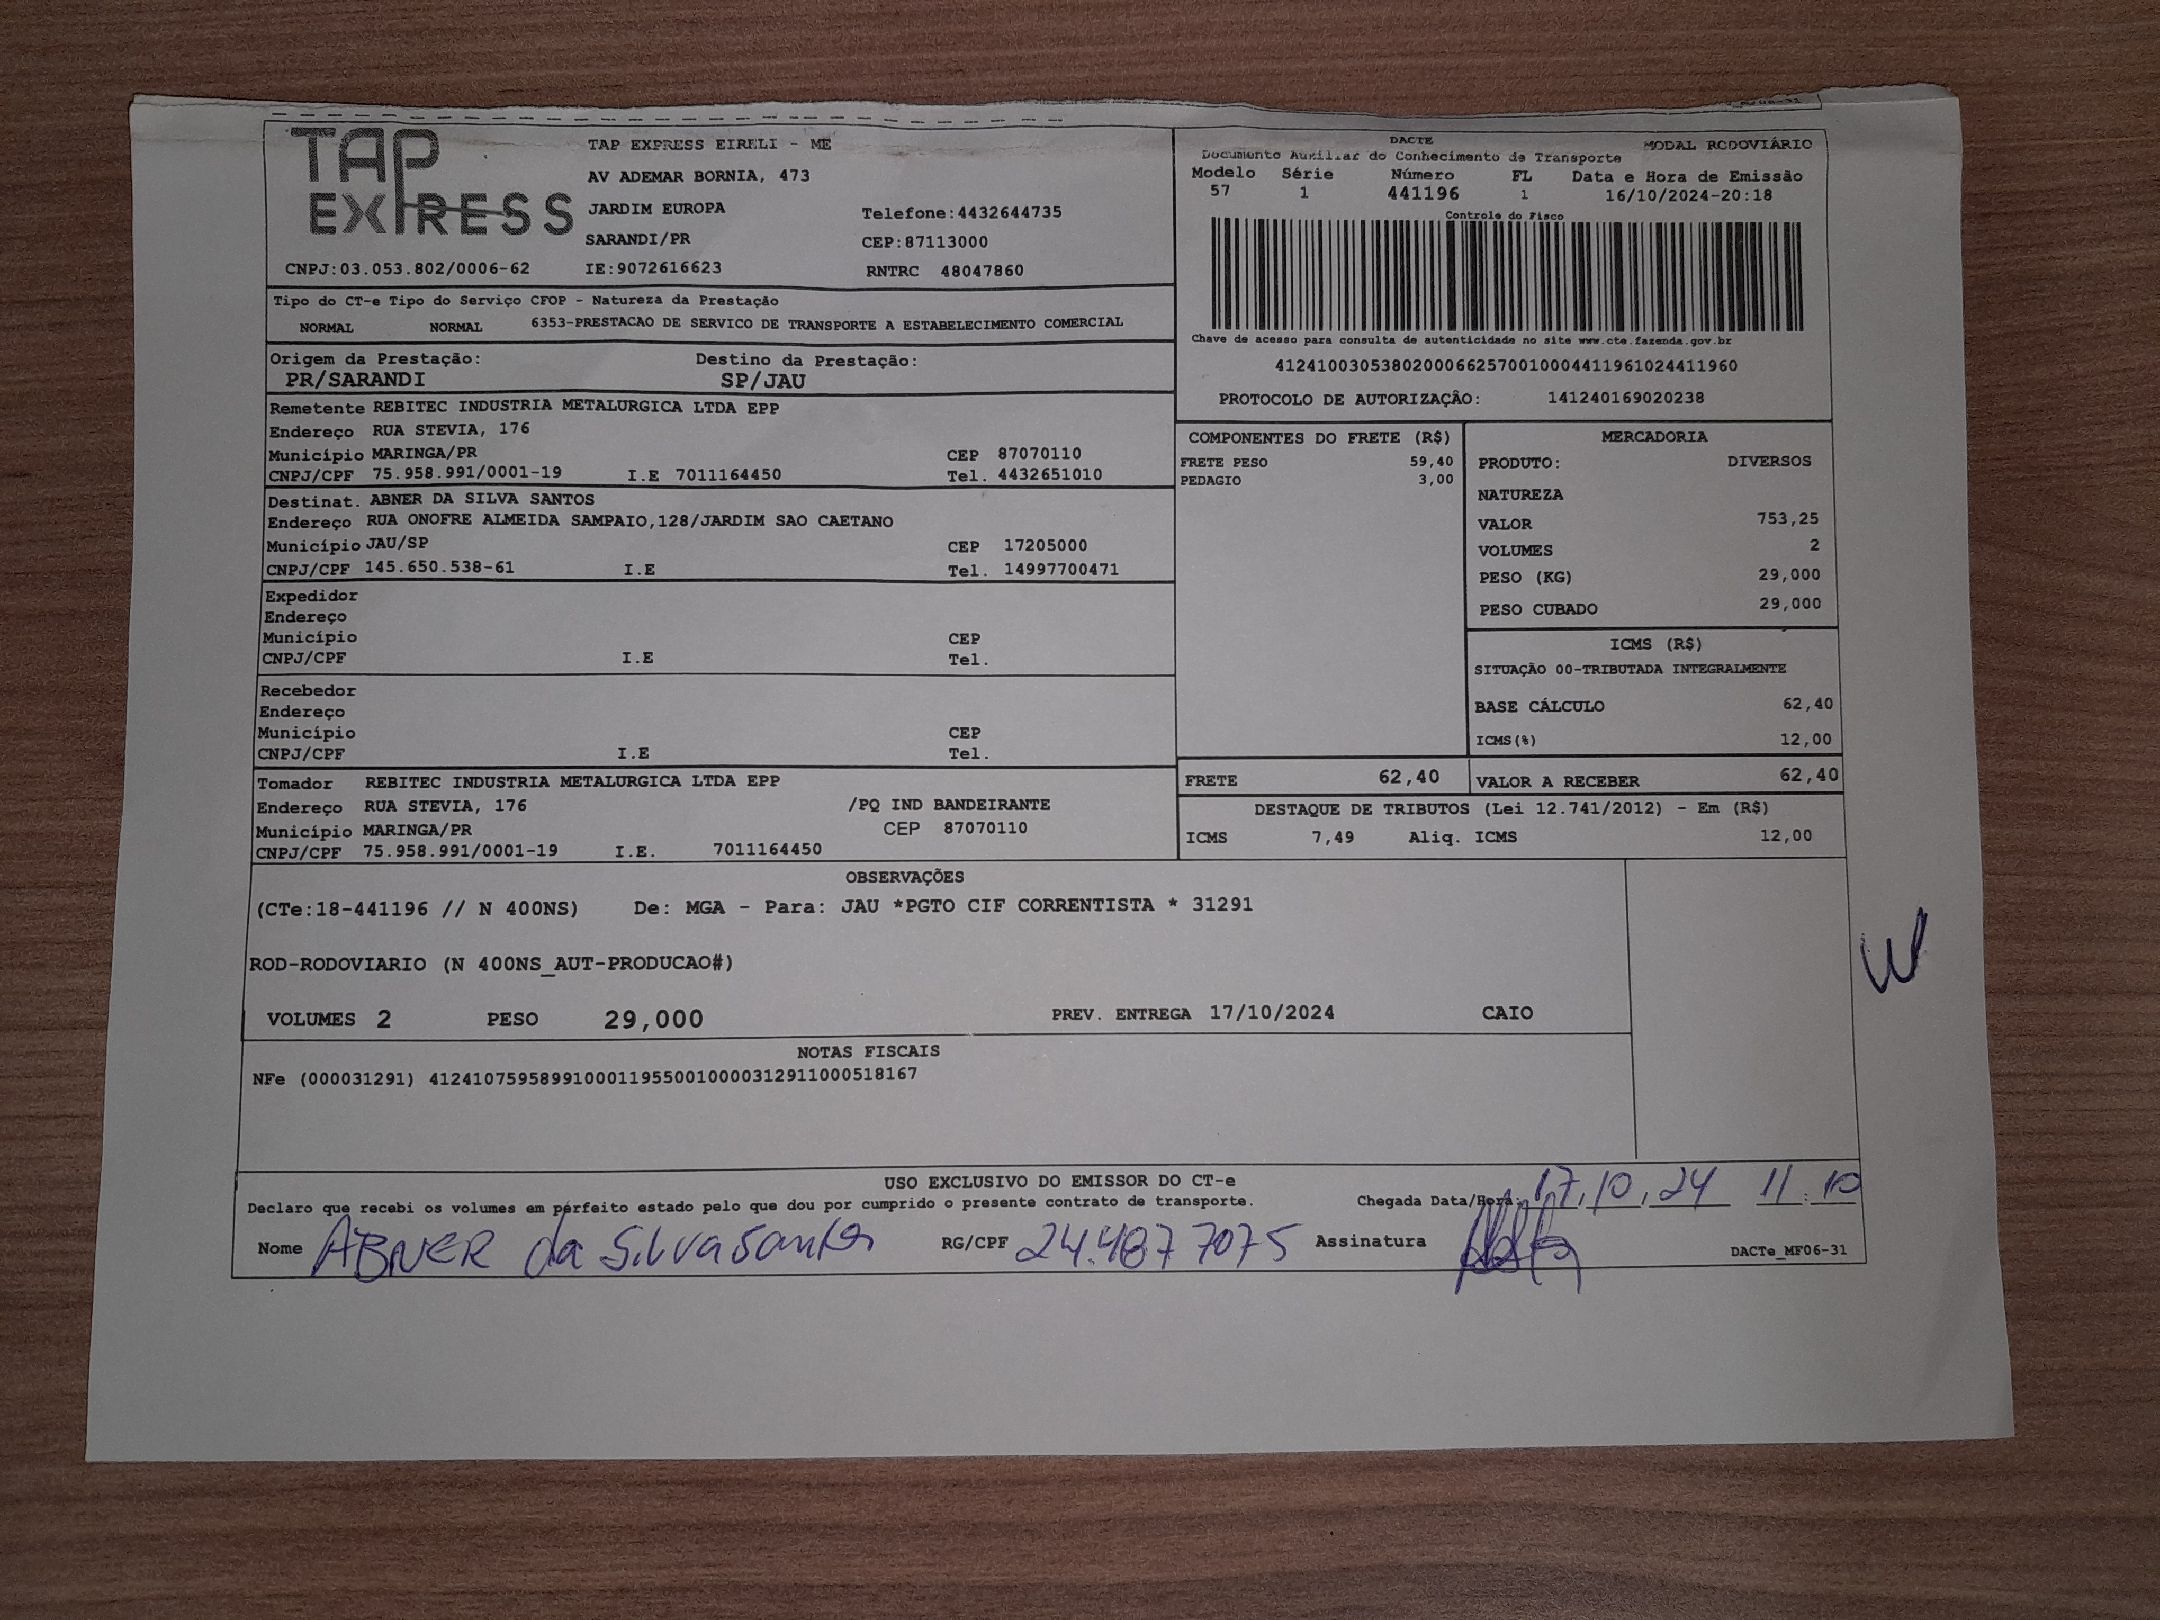 TAP EXPRESS
TAP EXPRESS EIRELI - ME
AV ADEMAR BORNIA, 473
JARDIM EUROPA Telefone:4432644735
SARANDI/PR CEP:87113000
CNPJ:03.053.802/0006-62 IE:9072616623 RNTRC 48047860
DACTE MODAL RODOVIÁRIO
Documento Auxiliar do Conhecimento de Transporte
Modelo Série Número FL Data e Hora de Emissão
57 1 441196 1 16/10/2024-20:18
Controle do Fisco
Chave de acesso para consulta de autenticidade no site www.cte.fazenda.gov.br
41241003053802000662570010004411961024411960
PROTOCOLO DE AUTORIZAÇÃO: 141240169020238
Tipo do CT-e Tipo do Serviço CFOP - Natureza da Prestação
NORMAL NORMAL 6353-PRESTACAO DE SERVICO DE TRANSPORTE A ESTABELECIMENTO COMERCIAL
Origem da Prestação: Destino da Prestação:
PR/SARANDI SP/JAU
Remetente REBITEC INDUSTRIA METALURGICA LTDA EPP
Endereço RUA STEVIA, 176
Município MARINGA/PR CEP 87070110
CNPJ/CPF 75.958.991/0001-19 I.E 7011164450 Tel. 4432651010
Destinat. ABNER DA SILVA SANTOS
Endereço RUA ONOFRE ALMEIDA SAMPAIO,128/JARDIM SAO CAETANO
Município JAU/SP CEP 17205000
CNPJ/CPF 145.650.538-61 I.E Tel. 14997700471
Expedidor
Endereço
Município CEP
CNPJ/CPF I.E Tel.
Recebedor
Endereço
Município CEP
CNPJ/CPF I.E Tel.
Tomador REBITEC INDUSTRIA METALURGICA LTDA EPP
Endereço RUA STEVIA, 176 /PQ IND BANDEIRANTE
Município MARINGA/PR CEP 87070110
CNPJ/CPF 75.958.991/0001-19 I.E. 7011164450
COMPONENTES DO FRETE (R$)
FRETE PESO 59,40
PEDAGIO 3,00
MERCADORIA
PRODUTO: DIVERSOS
NATUREZA
VALOR 753,25
VOLUMES 2
PESO (KG) 29,000
PESO CUBADO 29,000
ICMS (R$)
SITUAÇÃO 00-TRIBUTADA INTEGRALMENTE
BASE CÁLCULO 62,40
ICMS(%) 12,00
FRETE 62,40 VALOR A RECEBER 62,40
DESTAQUE DE TRIBUTOS (Lei 12.741/2012) - Em (R$)
ICMS 7,49 Aliq. ICMS 12,00
OBSERVAÇÕES
(CTe:18-441196 // N 400NS) De: MGA - Para: JAU *PGTO CIF CORRENTISTA * 31291
ROD-RODOVIARIO (N 400NS_AUT-PRODUCAO#)
VOLUMES 2 PESO 29,000 PREV. ENTREGA 17/10/2024 CAIO
NOTAS FISCAIS
NFe (000031291) 41241075958991000119550010000312911000518167
USO EXCLUSIVO DO EMISSOR DO CT-e
Declaro que recebi os volumes em perfeito estado pelo que dou por cumprido o presente contrato de transporte. Chegada Data/Hora: 17,10,24 11:10
Nome ABNER da Silva Santos RG/CPF 24.487 7075 Assinatura
DACTe_MF06-31